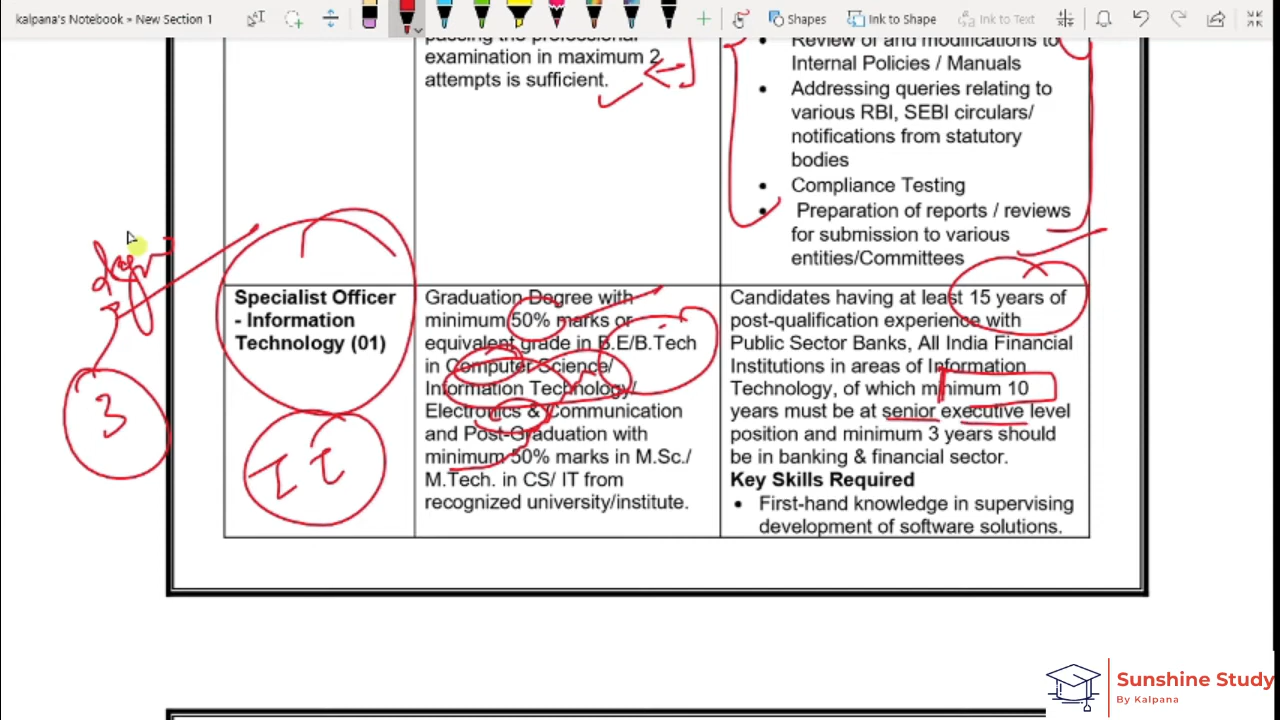 kalpana's Notebook » New Section 1
Shapes
Ink to Shape
Ink to Text
passing the professional
examination in maximum 2
attempts is sufficient.
• Review of and modifications to
Internal Policies / Manuals
• Addressing queries relating to
various RBI, SEBI circulars/
notifications from statutory
bodies
• Compliance Testing
• Preparation of reports / reviews
for submission to various
entities/Committees
Specialist Officer
- Information
Technology (01)
Graduation Degree with
minimum 50% marks or
equivalent grade in B.E/B.Tech
in Computer Science/
Information Technology/
Electronics & Communication
and Post-Graduation with
minimum 50% marks in M.Sc./
M.Tech. in CS/ IT from
recognized university/institute.
Candidates having at least 15 years of
post-qualification experience with
Public Sector Banks, All India Financial
Institutions in areas of Information
Technology, of which minimum 10
years must be at senior executive level
position and minimum 3 years should
be in banking & financial sector.
Key Skills Required
• First-hand knowledge in supervising
development of software solutions.
3
IT
Sunshine Study
By Kalpana